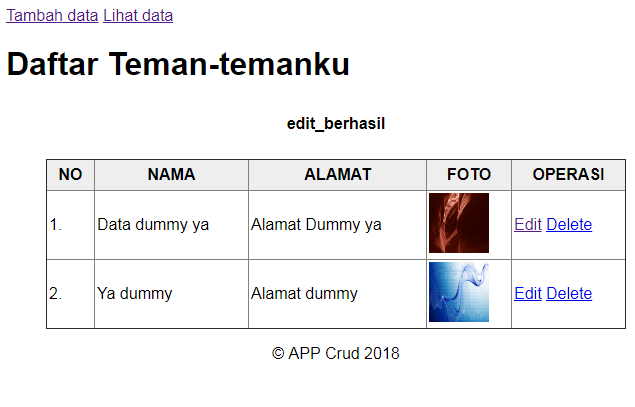 Tambah data Lihat data
Daftar Teman-temanku
edit_berhasil
NO NAMA ALAMAT FOTO OPERASI
1. Data dummy ya Alamat Dummy ya Edit Delete
2. Ya dummy Alamat dummy Edit Delete
© APP Crud 2018